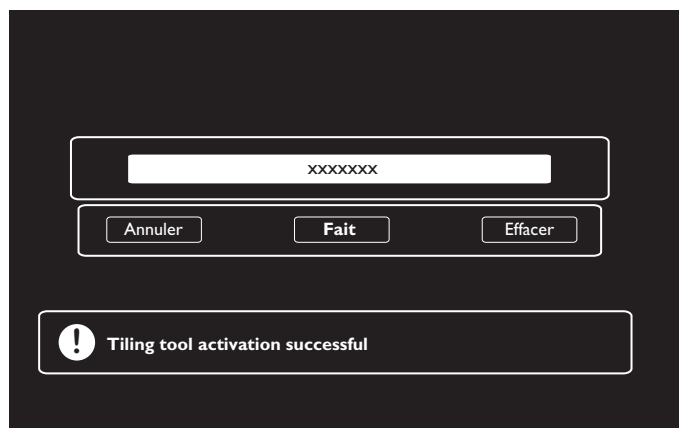 xxxxxxx
Annuler Fait Effacer
! Tiling tool activation successful